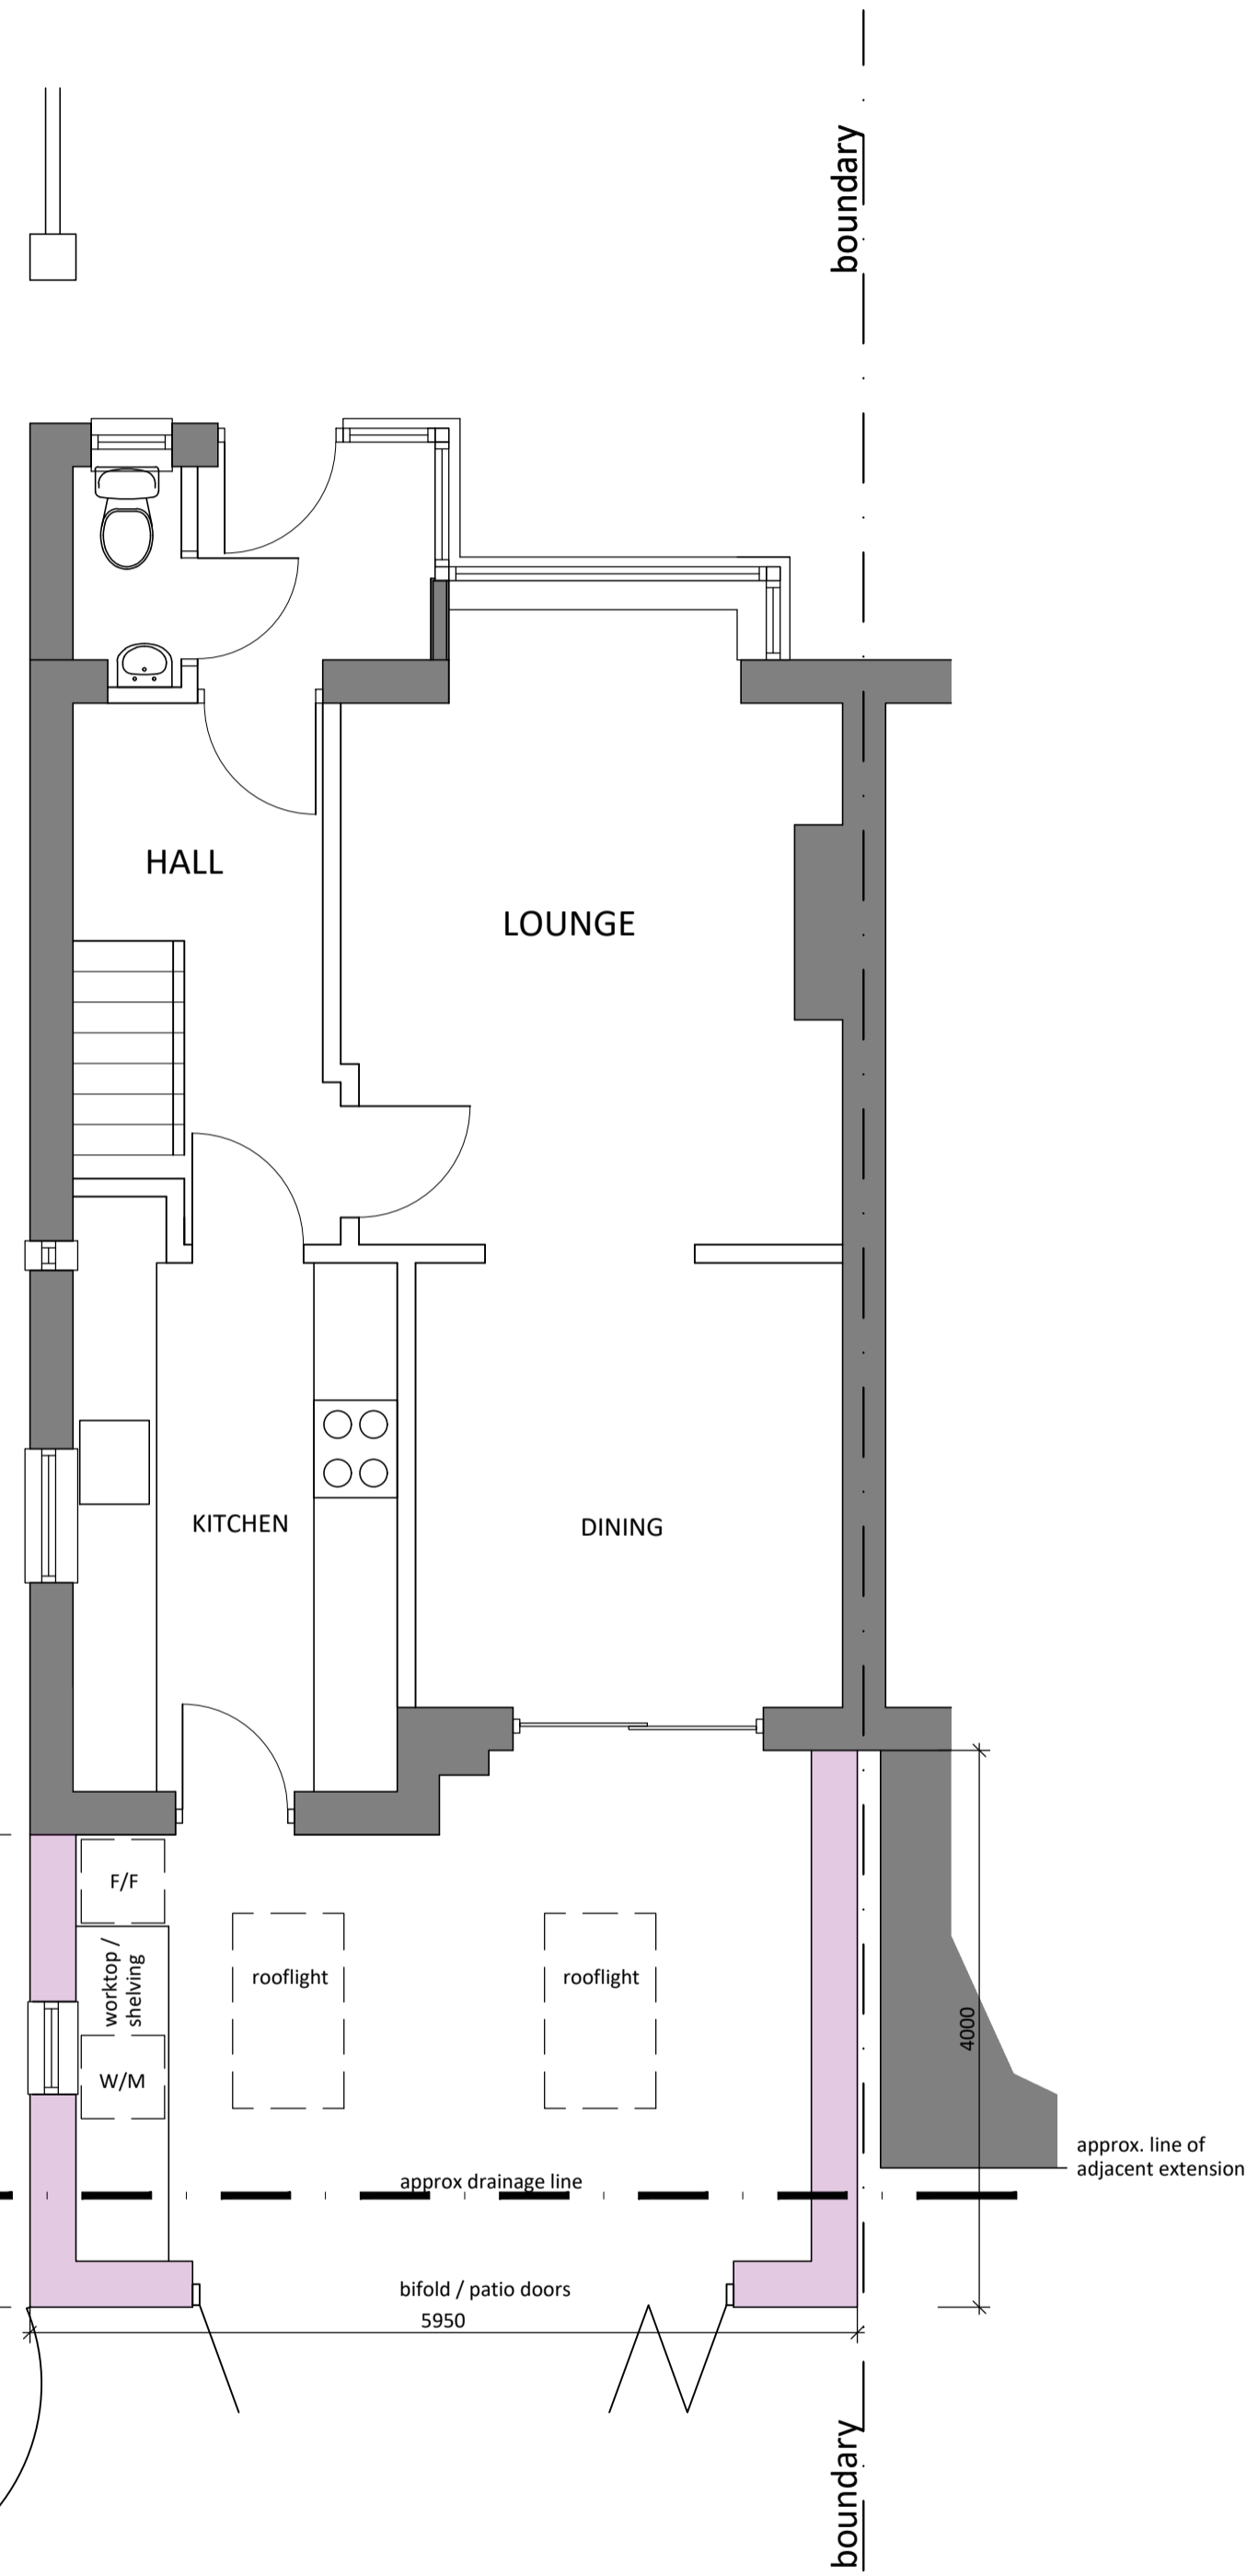 boundary
HALL
LOUNGE
KITCHEN
DINING
F/F
worktop /
shelving
rooflight
rooflight
4000
W/M
approx. line of
adjacent extension
approx drainage line
bifold / patio doors
5950
boundary